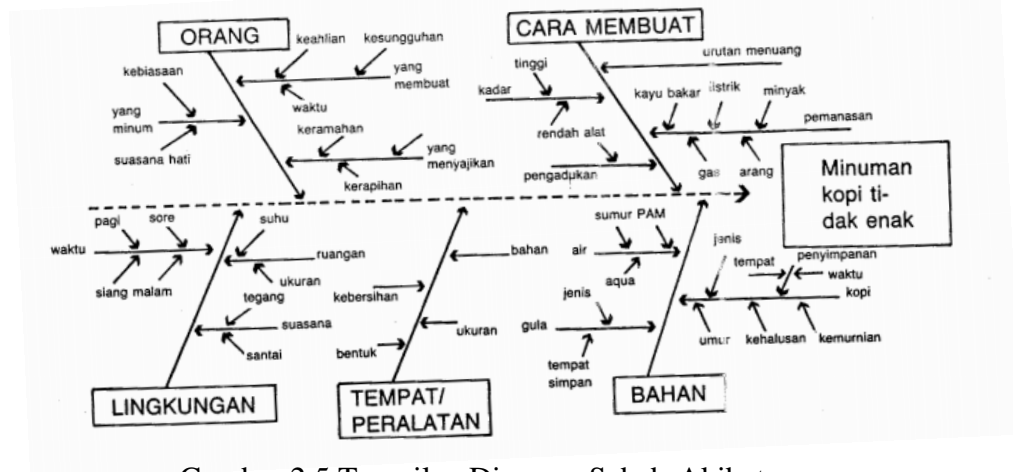 ORANG
keahlian
kesungguhan
kebiasaan
yang
membuat
waktu
yang
minum
suasana hati
keramahan
yang
menyajikan
kerapihan
CARA MEMBUAT
urutan menuang
tinggi
kadar
rendah alat
kayu bakar
listrik
minyak
pemanasan
gas
arang
pengadukan
Minuman
kopi ti-
dak enak
pagi
sore
waktu
siang malam
suhu
ruangan
ukuran
tegang
suasana
santai
LINGKUNGAN
bahan
kebersihan
ukuran
bentuk
TEMPAT/
PERALATAN
sumur PAM
air
aqua
jenis
gula
tempat
simpan
jenis
tempat
penyimpanan
waktu
kopi
umur
kehalusan
kemurnian
BAHAN